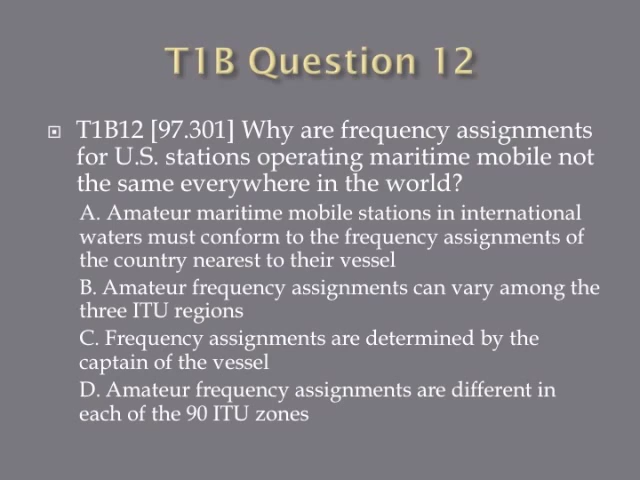 T1B Question 12
T1B12 [97.301] Why are frequency assignments
for U.S. stations operating maritime mobile not
the same everywhere in the world?
A. Amateur maritime mobile stations in international
waters must conform to the frequency assignments of
the country nearest to their vessel
B. Amateur frequency assignments can vary among the
three ITU regions
C. Frequency assignments are determined by the
captain of the vessel
D. Amateur frequency assignments are different in
each of the 90 ITU zones